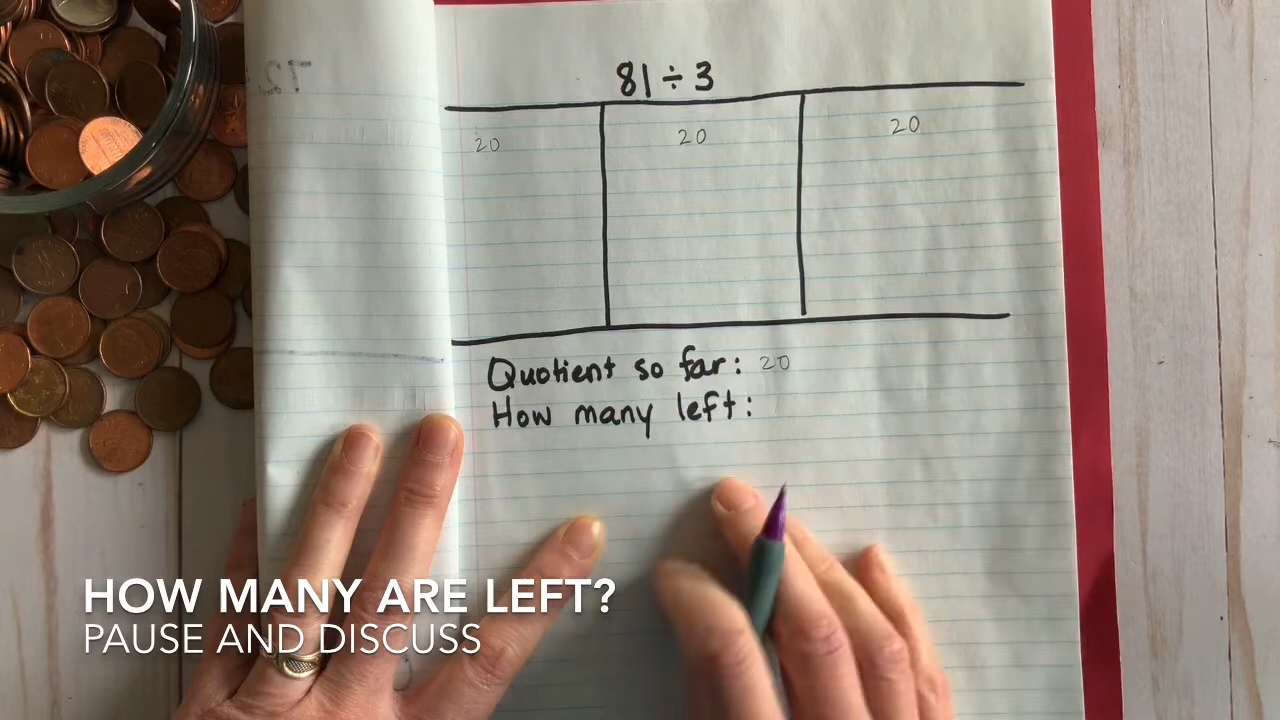 81 ÷ 3
20 20 20
Quotient so far: 20
How many left:
HOW MANY ARE LEFT?
PAUSE AND DISCUSS